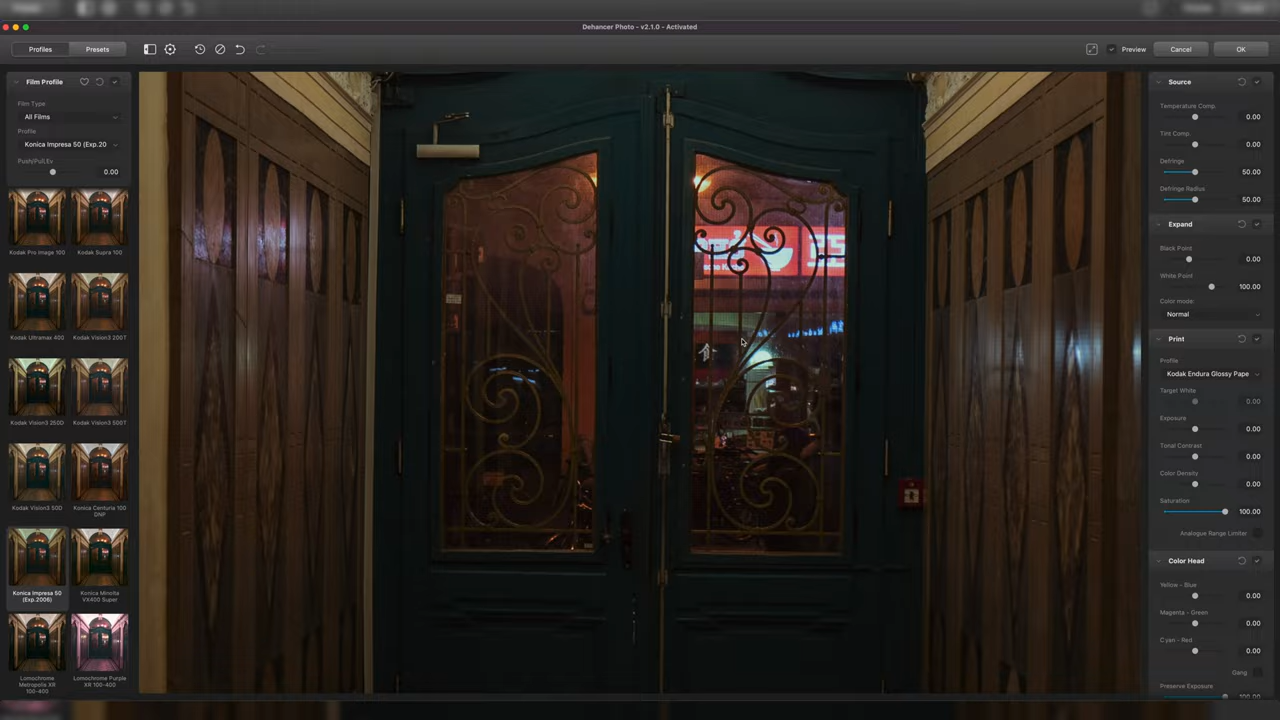 Dehancer Photo - v2.1.0 - Activated
Profiles
Presets
Preview
Cancel
OK
Film Profile
Film Type
All Films
Profile
Konica Impresa 50 (Exp.20
Push/Pull,Ev
0.00
Kodak Pro Image 100
Kodak Supra 100
Kodak Ultramax 400
Kodak Vision3 200T
Kodak Vision3 250D
Kodak Vision3 500T
Kodak Vision3 50D
Konica Centuria 100
DNP
Konica Impresa 50
(Exp.2006)
Konica Minolta
VX400 Super
Lomochrome
Metropolis XR
100-400
Lomochrome Purple
XR 100-400
Source
Temperature Comp.
0.00
Tint Comp.
0.00
Defringe
50.00
Defringe Radius
50.00
Expand
Black Point
0.00
White Point
100.00
Color mode:
Normal
Print
Profile
Kodak Endura Glossy Pape
Target White
0.00
Exposure
0.00
Tonal Contrast
0.00
Color Density
0.00
Saturation
100.00
Analogue Range Limiter
Color Head
Yellow - Blue
0.00
Magenta - Green
0.00
Cyan - Red
0.00
Gang
Preserve Exposure
100.00